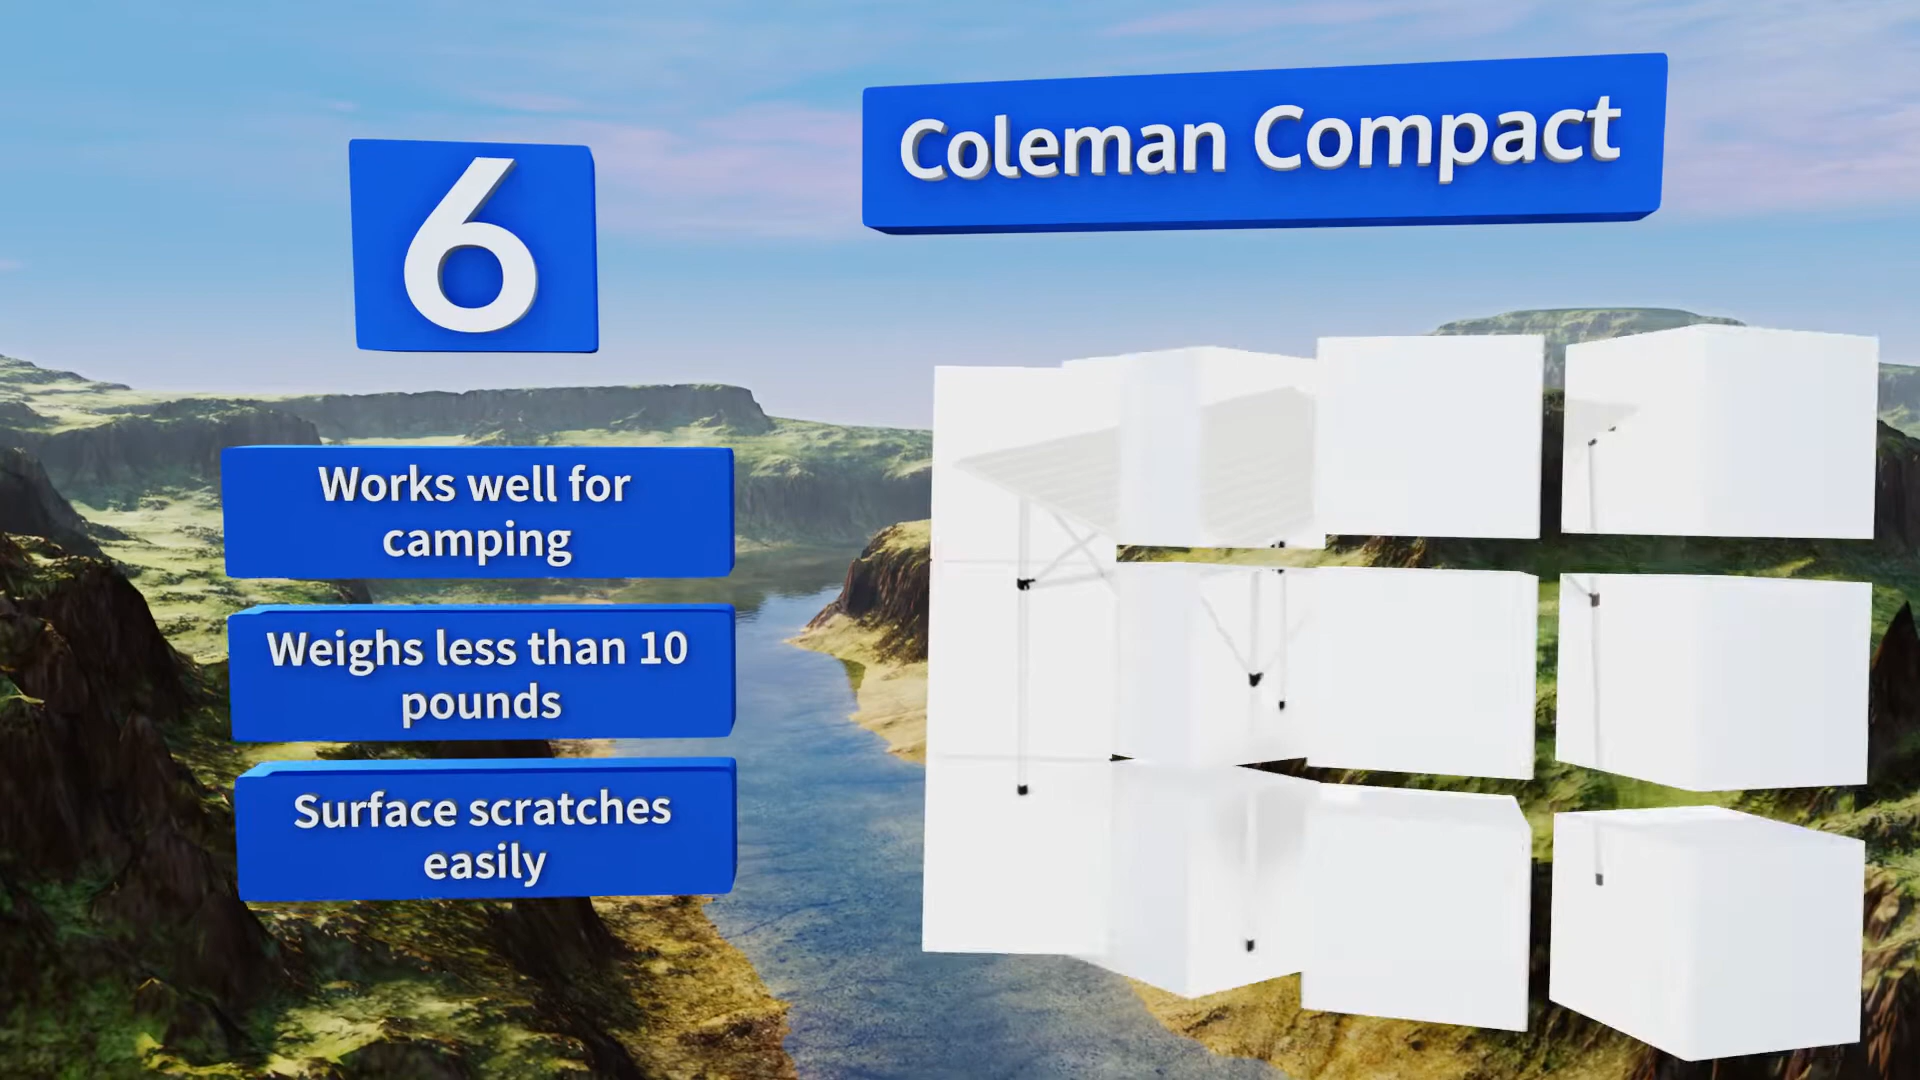 6
Coleman Compact
Works well for
camping
Weighs less than 10
pounds
Surface scratches
easily